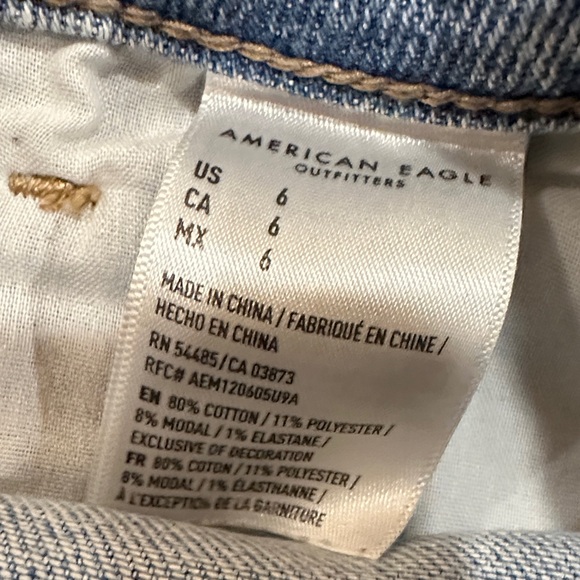 AMERICAN EAGLE
OUTFITTERS
US 6
CA 6
MX 6
MADE IN CHINA / FABRIQUÉ EN CHINE /
HECHO EN CHINA
RN 54485 / CA 03873
RFC# AEM120605U9A
EN 80% COTTON / 11% POLYESTER /
8% MODAL / 1% ELASTANE /
EXCLUSIVE OF DECORATION
FR 80% COTON / 11% POLYESTER /
8% MODAL / 1% ÉLASTHANNE /
À L'EXCEPTION DE LA GARNITURE